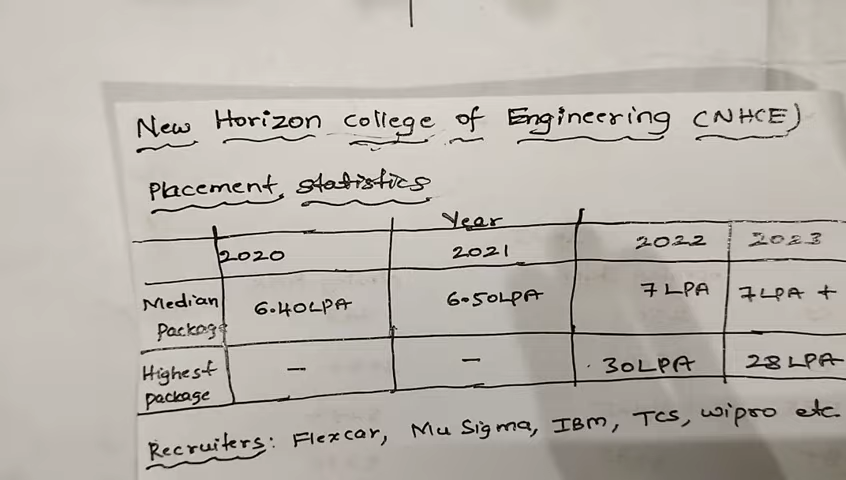 New Horizon college of Engineering (NHCE)
Placement statistics
Year
2020 2021 2022 2023
Median Package 6.40LPA 6.50LPA 7LPA 7LPA +
Highest package — — 30LPA 28LPA
Recruiters: Flexcar, Mu Sigma, IBM, TCS, wipro etc.